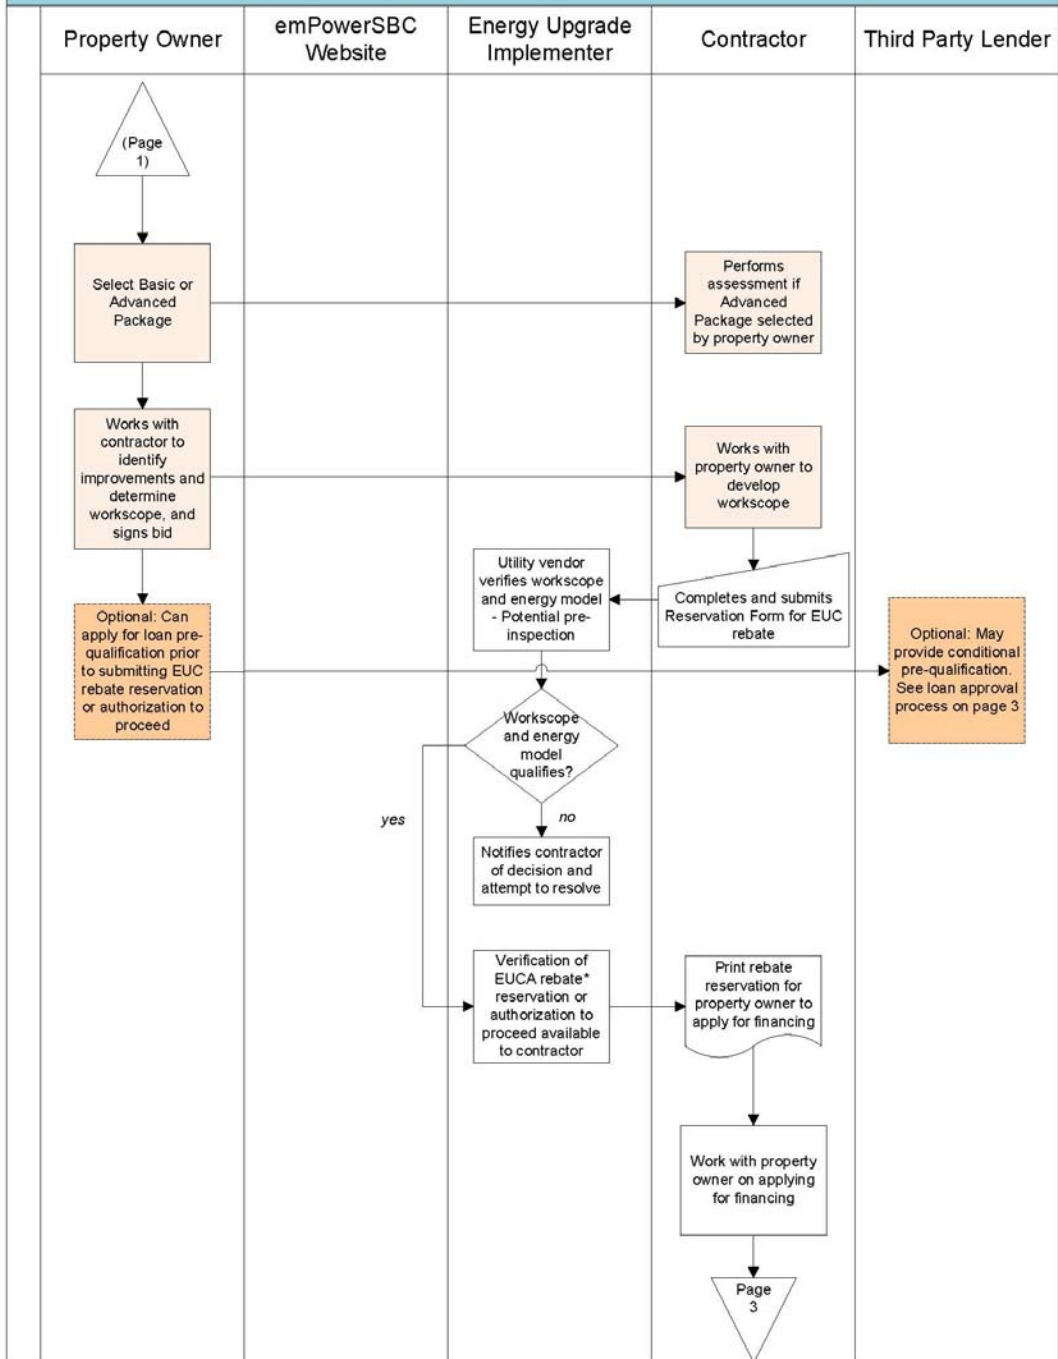 Property Owner
emPowerSBC
Website
Energy Upgrade
Implementer
Contractor
Third Party Lender
(Page
1)
Select Basic or
Advanced
Package
Performs
assessment if
Advanced
Package selected
by property owner
Works with
contractor to
identify
improvements and
determine
workscope, and
signs bid
Works with
property owner to
develop
workscope
Utility vendor
verifies workscope
and energy model
- Potential pre-
inspection
Completes and submits
Reservation Form for EUC
rebate
Optional: Can
apply for loan pre-
qualification prior
to submitting EUC
rebate reservation
or authorization to
proceed
Optional: May
provide conditional
pre-qualification.
See loan approval
process on page 3
Workscope
and energy
model
qualifies?
yes
no
Notifies contractor
of decision and
attempt to resolve
Verification of
EUCA rebate*
reservation or
authorization to
proceed available
to contractor
Print rebate
reservation for
property owner to
apply for financing
Work with property
owner on applying
for financing
Page
3